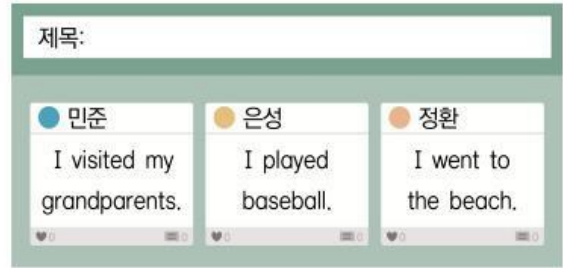 제목:
민준
I visited my
grandparents.
0 0
은성
I played
baseball.
0 0
정환
I went to
the beach.
0 0